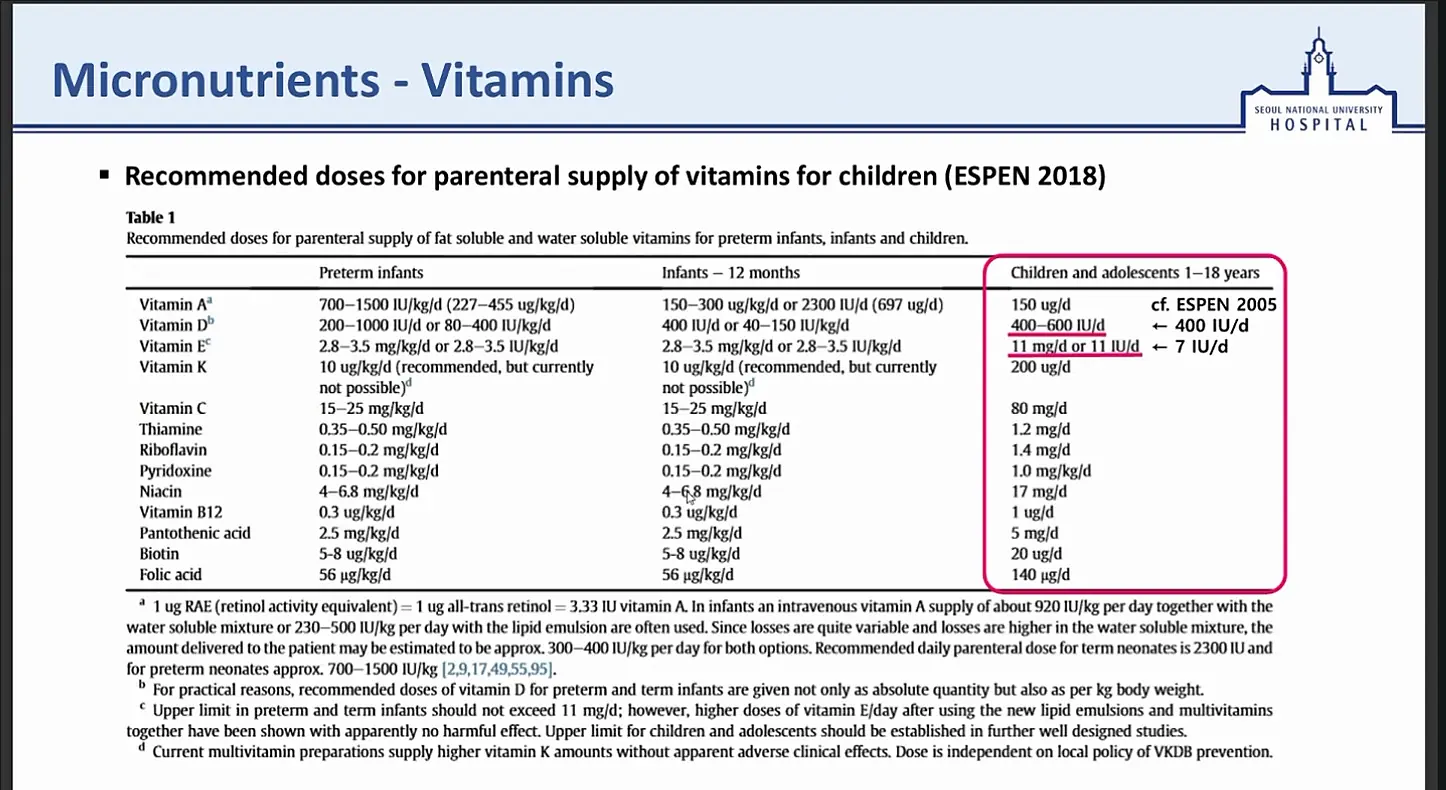 Micronutrients - Vitamins
SEOUL NATIONAL UNIVERSITY
HOSPITAL
▪ Recommended doses for parenteral supply of vitamins for children (ESPEN 2018)
Table 1
Recommended doses for parenteral supply of fat soluble and water soluble vitamins for preterm infants, infants and children.
Preterm infants Infants – 12 months Children and adolescents 1–18 years
Vitamin Aa 700–1500 IU/kg/d (227–455 ug/kg/d) 150–300 ug/kg/d or 2300 IU/d (697 ug/d) 150 ug/d cf. ESPEN 2005
Vitamin Db 200–1000 IU/d or 80–400 IU/kg/d 400 IU/d or 40–150 IU/kg/d 400–600 IU/d ← 400 IU/d
Vitamin Ec 2.8–3.5 mg/kg/d or 2.8–3.5 IU/kg/d 2.8–3.5 mg/kg/d or 2.8–3.5 IU/kg/d 11 mg/d or 11 IU/d ← 7 IU/d
Vitamin K 10 ug/kg/d (recommended, but currently 10 ug/kg/d (recommended, but currently 200 ug/d
not possible)d not possible)d
Vitamin C 15–25 mg/kg/d 15–25 mg/kg/d 80 mg/d
Thiamine 0.35–0.50 mg/kg/d 0.35–0.50 mg/kg/d 1.2 mg/d
Riboflavin 0.15–0.2 mg/kg/d 0.15–0.2 mg/kg/d 1.4 mg/d
Pyridoxine 0.15–0.2 mg/kg/d 0.15–0.2 mg/kg/d 1.0 mg/kg/d
Niacin 4–6.8 mg/kg/d 4–6.8 mg/kg/d 17 mg/d
Vitamin B12 0.3 ug/kg/d 0.3 ug/kg/d 1 ug/d
Pantothenic acid 2.5 mg/kg/d 2.5 mg/kg/d 5 mg/d
Biotin 5-8 ug/kg/d 5-8 ug/kg/d 20 ug/d
Folic acid 56 μg/kg/d 56 μg/kg/d 140 μg/d
a 1 ug RAE (retinol activity equivalent) = 1 ug all-trans retinol = 3.33 IU vitamin A. In infants an intravenous vitamin A supply of about 920 IU/kg per day together with the
water soluble mixture or 230–500 IU/kg per day with the lipid emulsion are often used. Since losses are quite variable and losses are higher in the water soluble mixture, the
amount delivered to the patient may be estimated to be approx. 300–400 IU/kg per day for both options. Recommended daily parenteral dose for term neonates is 2300 IU and
for preterm neonates approx. 700–1500 IU/kg [2,9,17,49,55,95].
b For practical reasons, recommended doses of vitamin D for preterm and term infants are given not only as absolute quantity but also as per kg body weight.
c Upper limit in preterm and term infants should not exceed 11 mg/d; however, higher doses of vitamin E/day after using the new lipid emulsions and multivitamins
together have been shown with apparently no harmful effect. Upper limit for children and adolescents should be established in further well designed studies.
d Current multivitamin preparations supply higher vitamin K amounts without apparent adverse clinical effects. Dose is independent on local policy of VKDB prevention.